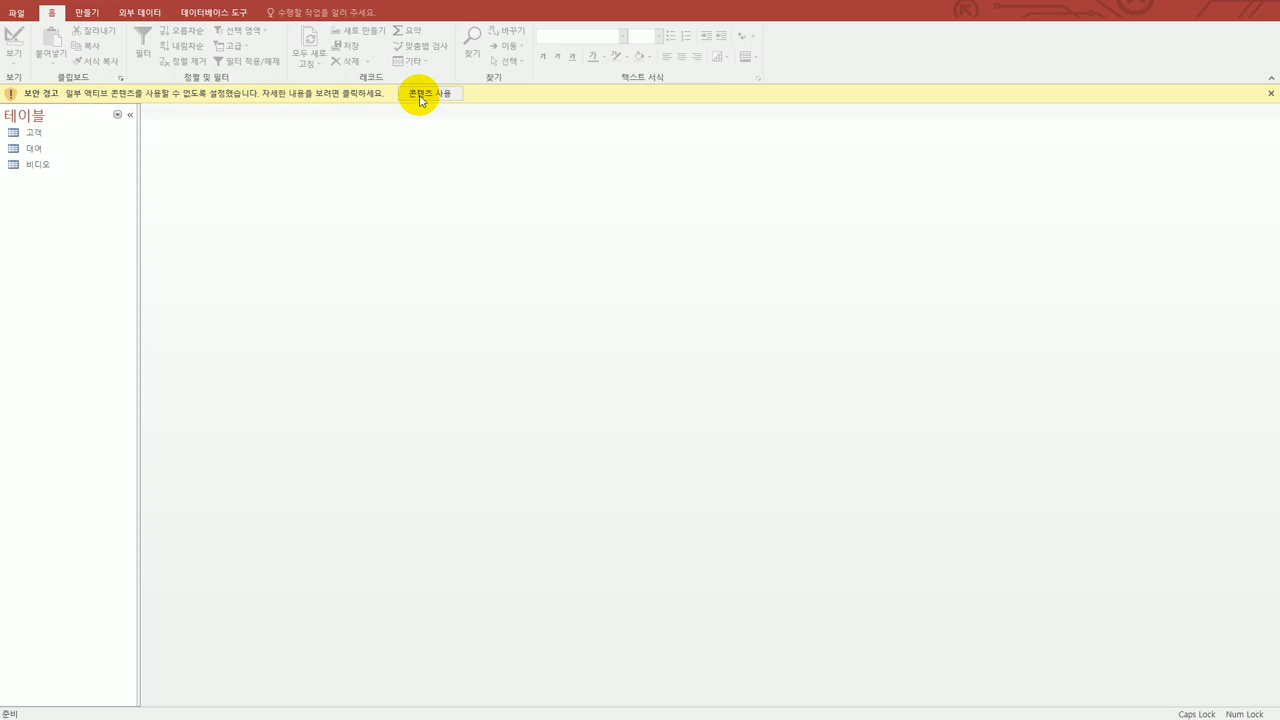 파일 홈 만들기 외부 데이터 데이터베이스 도구 수행할 작업을 알려 주세요.
보기
붙여넣기
잘라내기
복사
서식 복사
필터
오름차순
내림차순
정렬 제거
선택 영역
고급
필터 적용/해제
모두 새로
고침
새로 만들기
저장
삭제
요약
맞춤법 검사
기타
찾기
바꾸기
이동
선택
가 가 가 가
보기 클립보드 정렬 및 필터 레코드 찾기 텍스트 서식
보안 경고 일부 액티브 콘텐츠를 사용할 수 없도록 설정했습니다. 자세한 내용을 보려면 클릭하세요. 콘텐츠 사용
테이블
고객
대여
비디오
준비 Caps Lock Num Lock